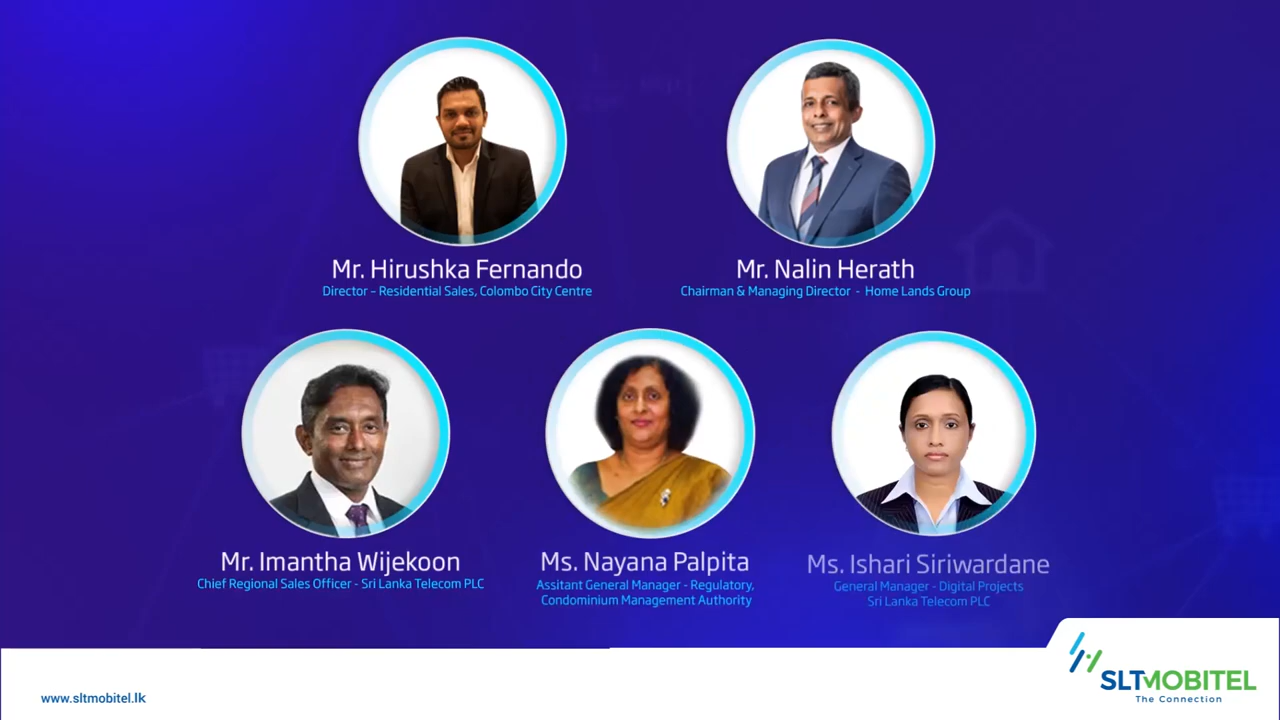 Mr. Hirushka Fernando
Director – Residential Sales, Colombo City Centre
Mr. Nalin Herath
Chairman & Managing Director - Home Lands Group
Mr. Imantha Wijekoon
Chief Regional Sales Officer - Sri Lanka Telecom PLC
Ms. Nayana Palpita
Assitant General Manager - Regulatory,
Condominium Management Authority
Ms. Ishari Siriwardane
General Manager - Digital Projects
Sri Lanka Telecom PLC
www.sltmobitel.lk
SLTMOBITEL
The Connection